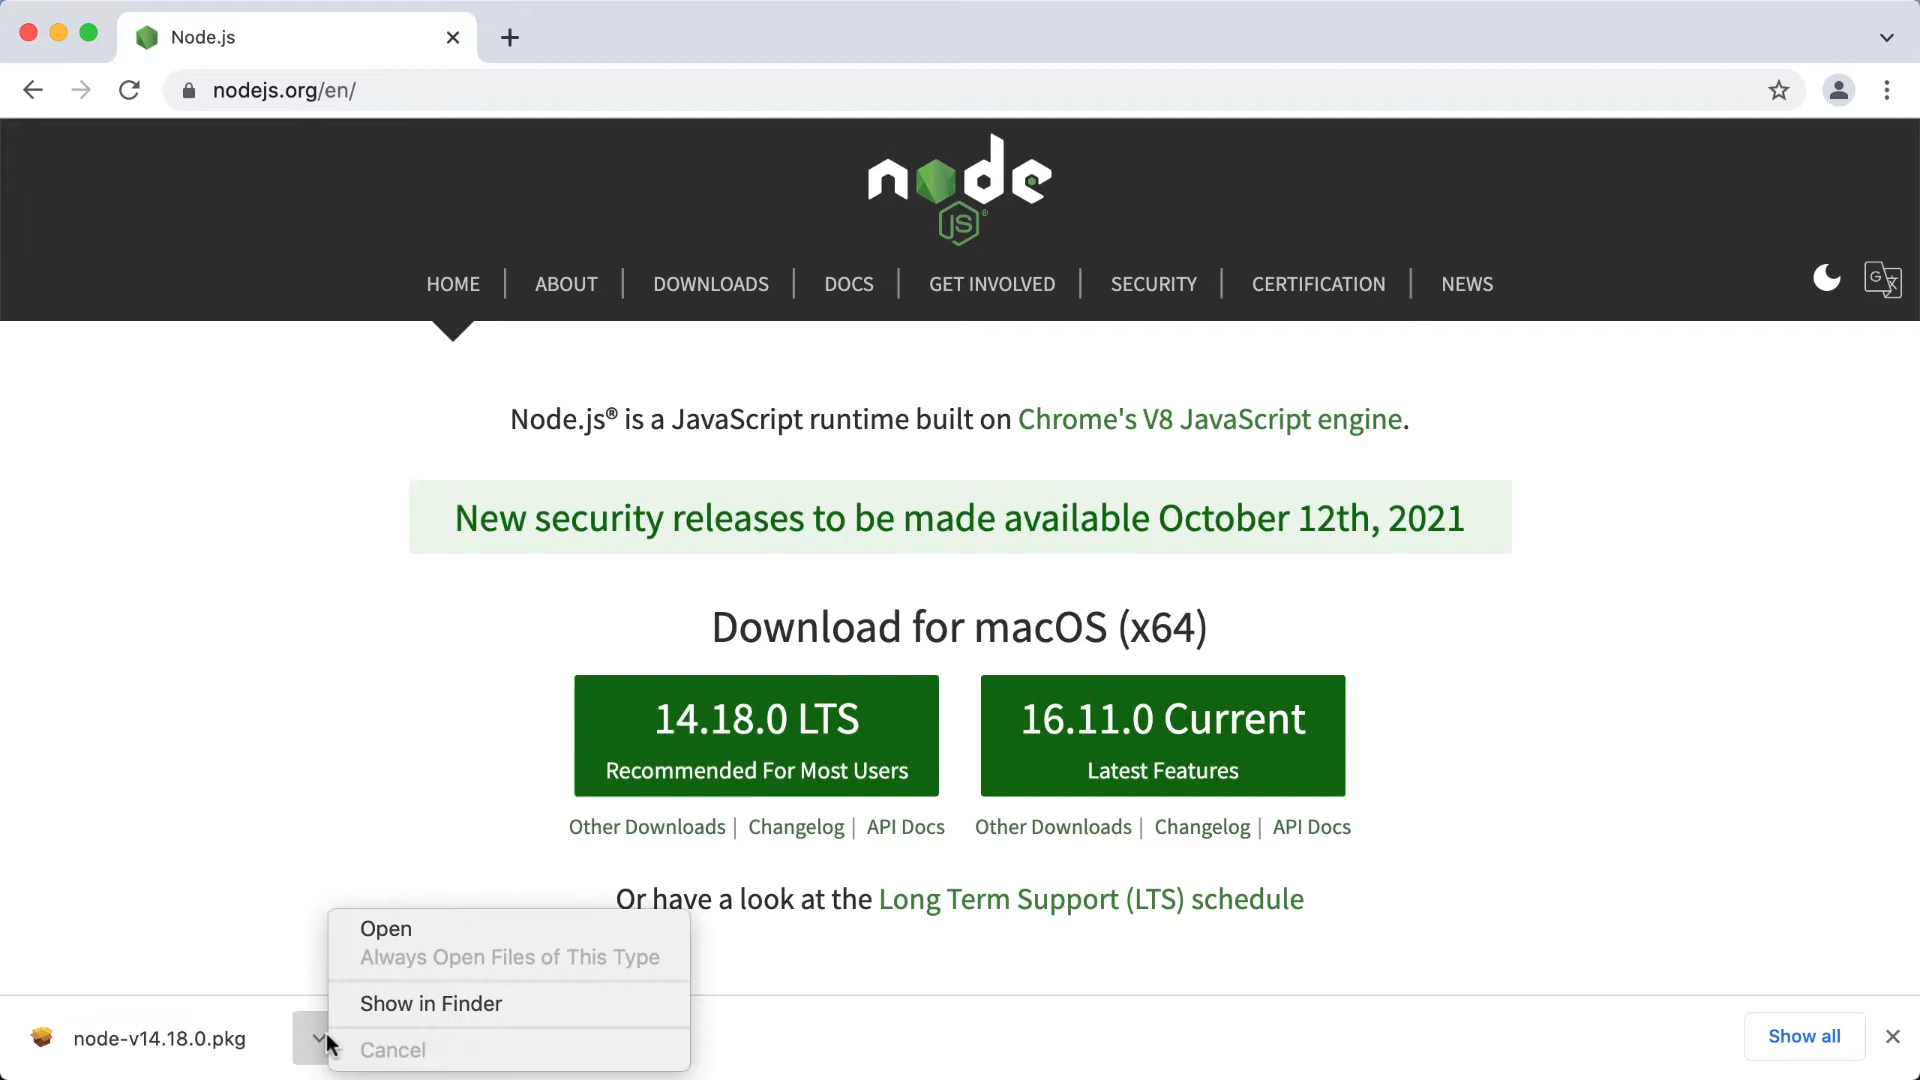 Node.js
nodejs.org/en/
node
JS®
HOME | ABOUT | DOWNLOADS | DOCS | GET INVOLVED | SECURITY | CERTIFICATION | NEWS
Node.js® is a JavaScript runtime built on Chrome's V8 JavaScript engine.
New security releases to be made available October 12th, 2021
Download for macOS (x64)
14.18.0 LTS
Recommended For Most Users
16.11.0 Current
Latest Features
Other Downloads | Changelog | API Docs
Other Downloads | Changelog | API Docs
Or have a look at the Long Term Support (LTS) schedule
Open
Always Open Files of This Type
Show in Finder
Cancel
node-v14.18.0.pkg
Show all